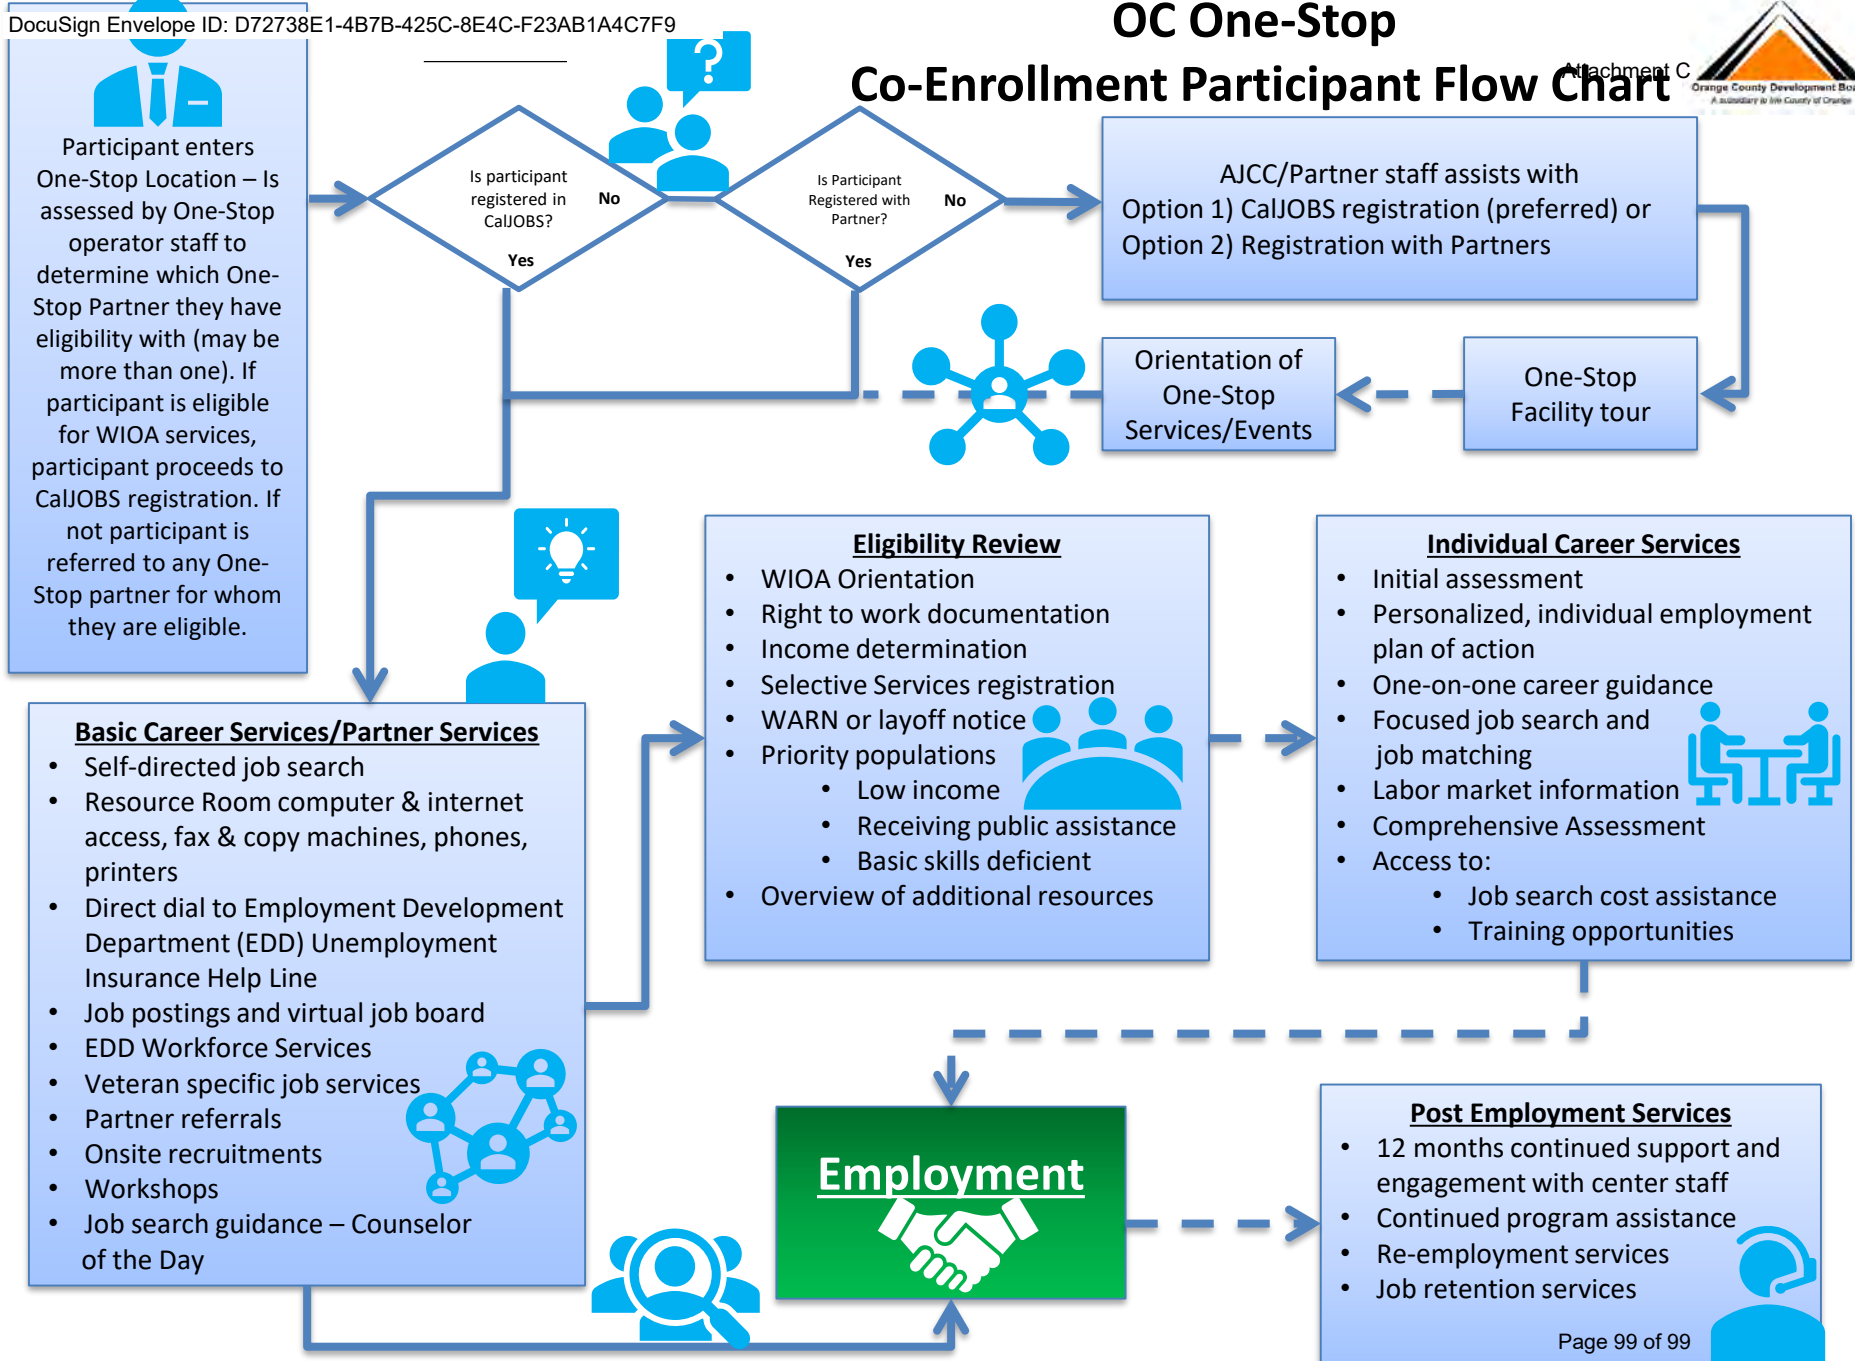 DocuSign Envelope ID: D72738E1-4B7B-425C-8E4C-F23AB1A4C7F9
OC One-Stop
Co-Enrollment Participant Flow Chart
Attachment C
Orange County Development Boa
A subsidiary to the County of Orange
Participant enters
One-Stop Location – Is
assessed by One-Stop
operator staff to
determine which One-
Stop Partner they have
eligibility with (may be
more than one). If
participant is eligible
for WIOA services,
participant proceeds to
CalJOBS registration. If
not participant is
referred to any One-
Stop partner for whom
they are eligible.
Is participant
registered in
CalJOBS?
No
Yes
?
Is Participant
Registered with
Partner?
No
Yes
AJCC/Partner staff assists with
Option 1) CalJOBS registration (preferred) or
Option 2) Registration with Partners
One-Stop
Facility tour
Orientation of
One-Stop
Services/Events
Basic Career Services/Partner Services
• Self-directed job search
• Resource Room computer & internet
access, fax & copy machines, phones,
printers
• Direct dial to Employment Development
Department (EDD) Unemployment
Insurance Help Line
• Job postings and virtual job board
• EDD Workforce Services
• Veteran specific job services
• Partner referrals
• Onsite recruitments
• Workshops
• Job search guidance – Counselor
of the Day
Eligibility Review
• WIOA Orientation
• Right to work documentation
• Income determination
• Selective Services registration
• WARN or layoff notice
• Priority populations
• Low income
• Receiving public assistance
• Basic skills deficient
• Overview of additional resources
Individual Career Services
• Initial assessment
• Personalized, individual employment
plan of action
• One-on-one career guidance
• Focused job search and
job matching
• Labor market information
• Comprehensive Assessment
• Access to:
• Job search cost assistance
• Training opportunities
Employment
Post Employment Services
• 12 months continued support and
engagement with center staff
• Continued program assistance
• Re-employment services
• Job retention services
Page 99 of 99